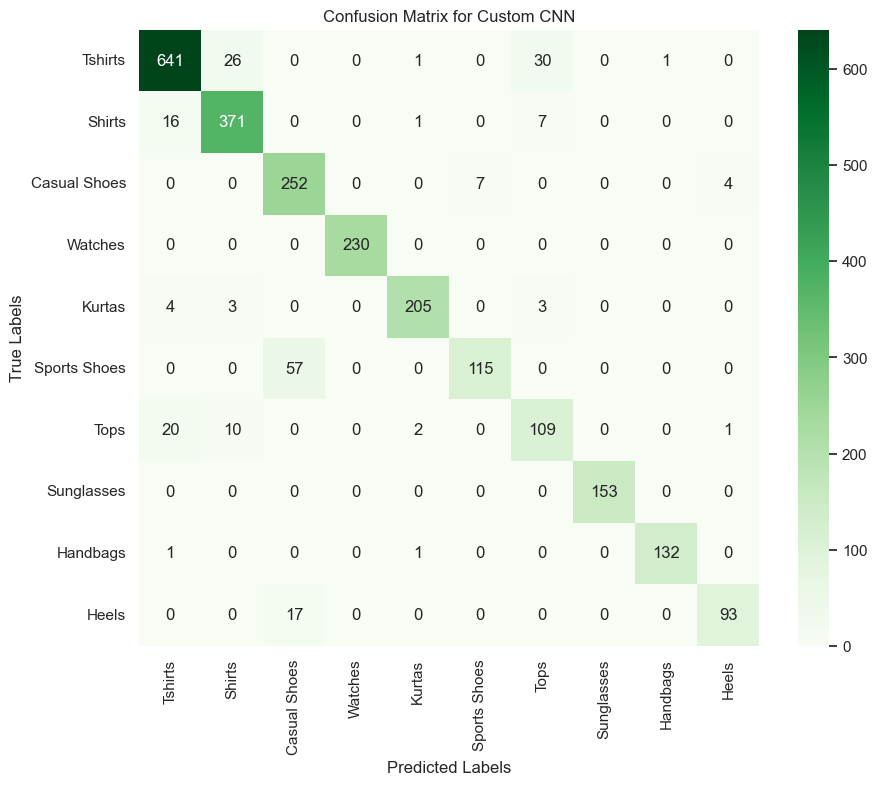 Confusion Matrix for Custom CNN
True Labels
Tshirts 641 26 0 0 1 0 30 0 1 0
Shirts 16 371 0 0 1 0 7 0 0 0
Casual Shoes 0 0 252 0 0 7 0 0 0 4
Watches 0 0 0 230 0 0 0 0 0 0
Kurtas 4 3 0 0 205 0 3 0 0 0
Sports Shoes 0 0 57 0 0 115 0 0 0 0
Tops 20 10 0 0 2 0 109 0 0 1
Sunglasses 0 0 0 0 0 0 0 153 0 0
Handbags 1 0 0 0 1 0 0 0 132 0
Heels 0 0 17 0 0 0 0 0 0 93
Tshirts Shirts Casual Shoes Watches Kurtas Sports Shoes Tops Sunglasses Handbags Heels
Predicted Labels
600
500
400
300
200
100
0